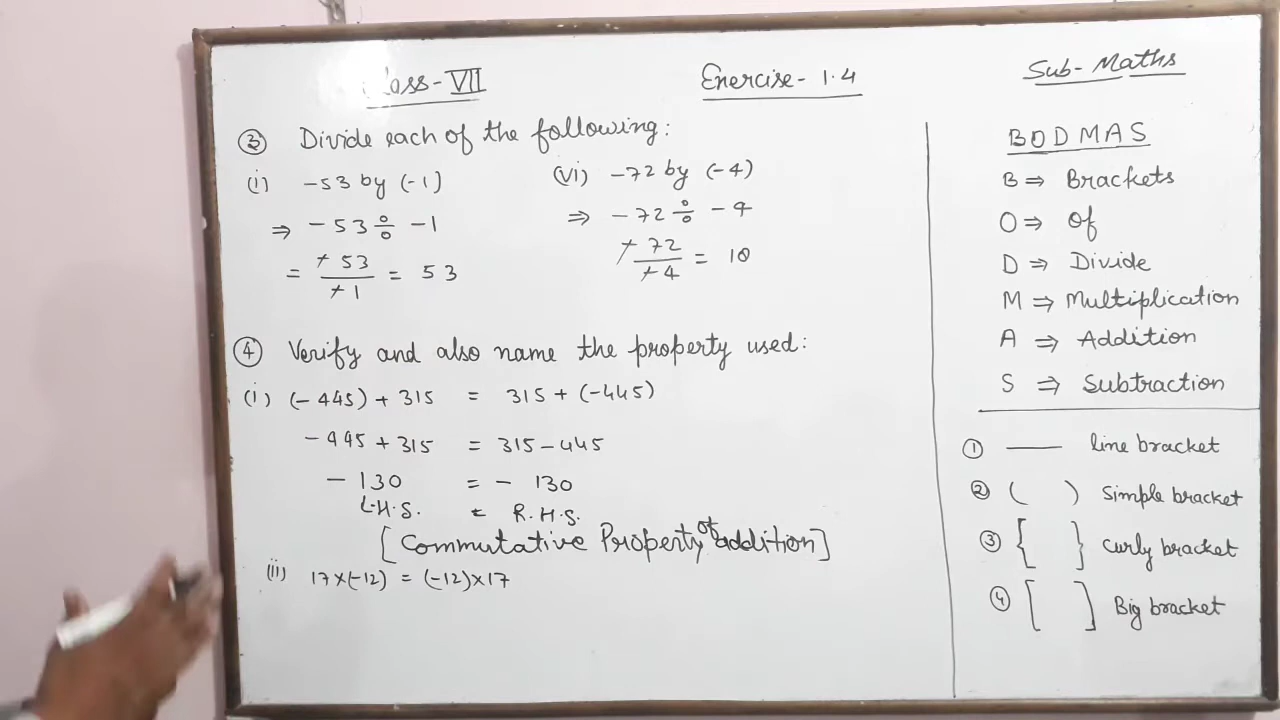 Class-VII
Exercise-1.4
Sub-Maths
③ Divide each of the following:
(i) -53 by (-1)
⇒ -53 ÷ -1
= -53/-1 = 53
(vi) -72 by (-4)
⇒ -72 ÷ -4
-72/-4 = 18
④ Verify and also name the property used:
(i) (-445)+315 = 315+(-445)
-445+315 = 315-445
-130 = -130
L.H.S. = R.H.S.
[Commutative Property of addition]
(ii) 17×(-12) = (-12)×17
BODMAS
B ⇒ Brackets
O ⇒ of
D ⇒ Divide
M ⇒ Multiplication
A ⇒ Addition
S ⇒ Subtraction
① — line bracket
② ( ) Simple bracket
③ { } Curly bracket
④ [ ] Big bracket